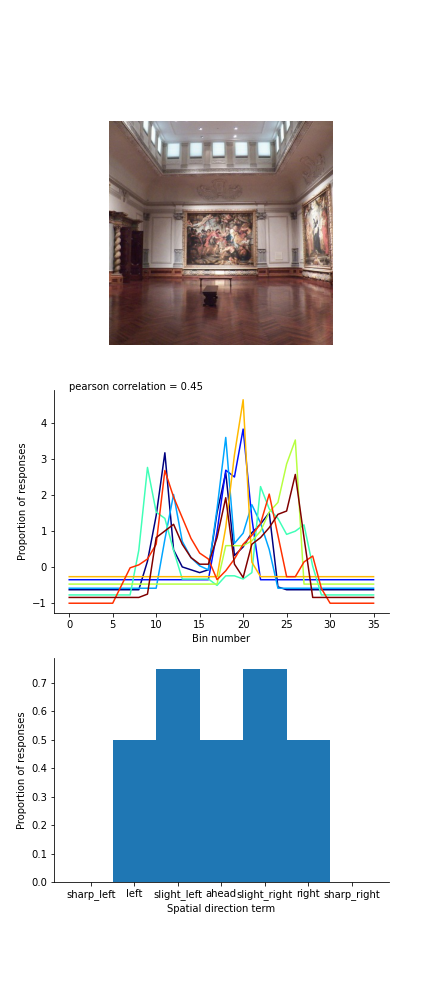 pearson correlation = 0.45
Proportion of responses
4
3
2
1
0
−1
0 5 10 15 20 25 30 35
Bin number
Proportion of responses
0.7
0.6
0.5
0.4
0.3
0.2
0.1
0.0
sharp_left left slight_left ahead slight_right right sharp_right
Spatial direction term